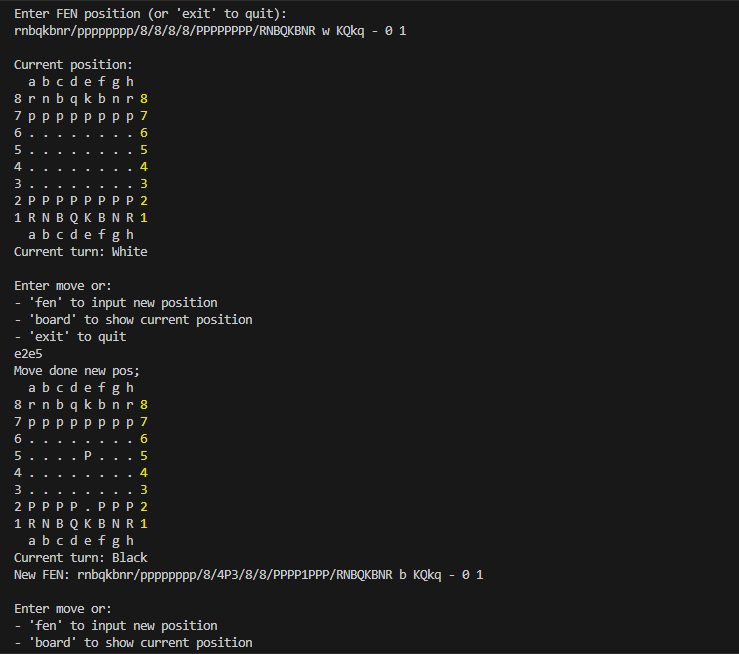 Enter FEN position (or 'exit' to quit):
rnbqkbnr/pppppppp/8/8/8/8/PPPPPPPP/RNBQKBNR w KQkq - 0 1
Current position:
a b c d e f g h
8 r n b q k b n r 8
7 p p p p p p p p 7
6 . . . . . . . . 6
5 . . . . . . . . 5
4 . . . . . . . . 4
3 . . . . . . . . 3
2 P P P P P P P P 2
1 R N B Q K B N R 1
a b c d e f g h
Current turn: White
Enter move or:
- 'fen' to input new position
- 'board' to show current position
- 'exit' to quit
e2e5
Move done new pos;
a b c d e f g h
8 r n b q k b n r 8
7 p p p p p p p p 7
6 . . . . . . . . 6
5 . . . . P . . . 5
4 . . . . . . . . 4
3 . . . . . . . . 3
2 P P P P . P P P 2
1 R N B Q K B N R 1
a b c d e f g h
Current turn: Black
New FEN: rnbqkbnr/pppppppp/8/4P3/8/8/PPPP1PPP/RNBQKBNR b KQkq - 0 1
Enter move or:
- 'fen' to input new position
- 'board' to show current position